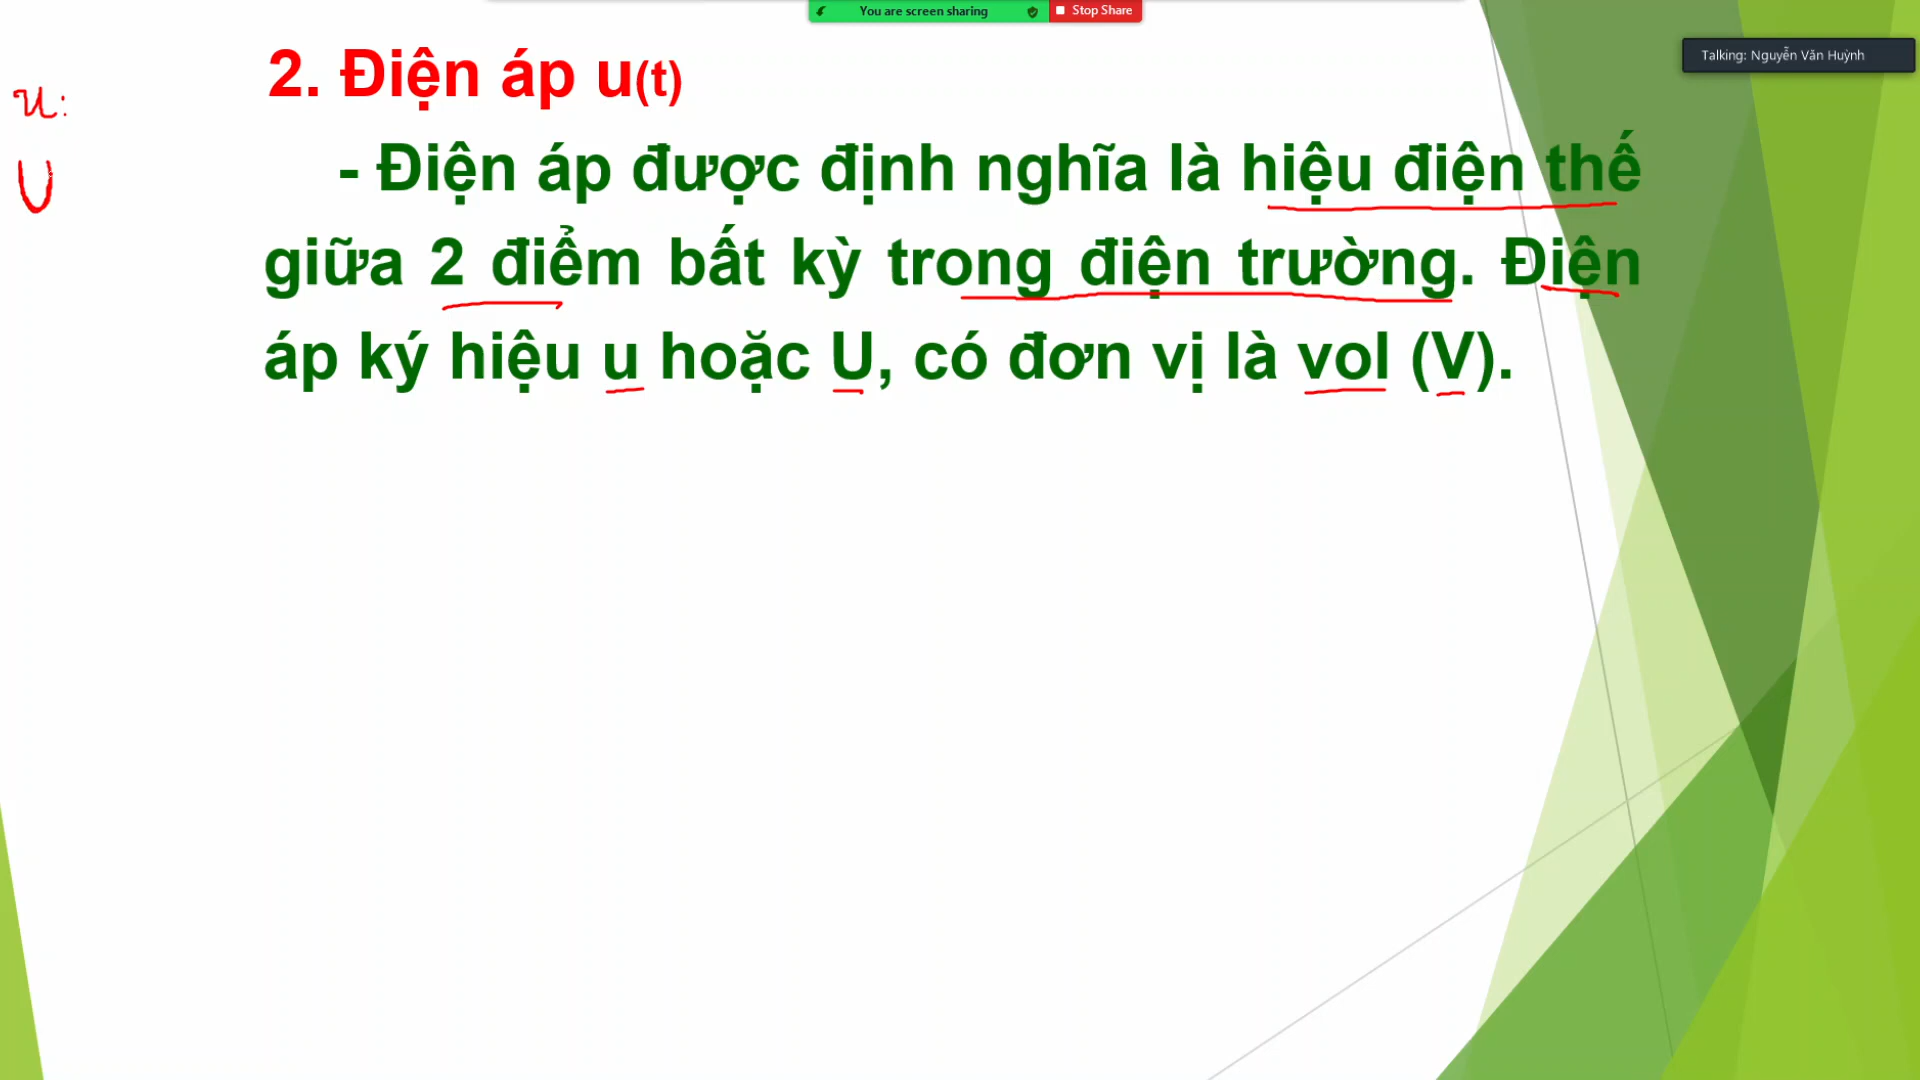 You are screen sharing Stop Share
Talking: Nguyễn Văn Huỳnh
2. Điện áp u(t)
u:
U
- Điện áp được định nghĩa là hiệu điện thế
giữa 2 điểm bất kỳ trong điện trường. Điện
áp ký hiệu u hoặc U, có đơn vị là vol (V).